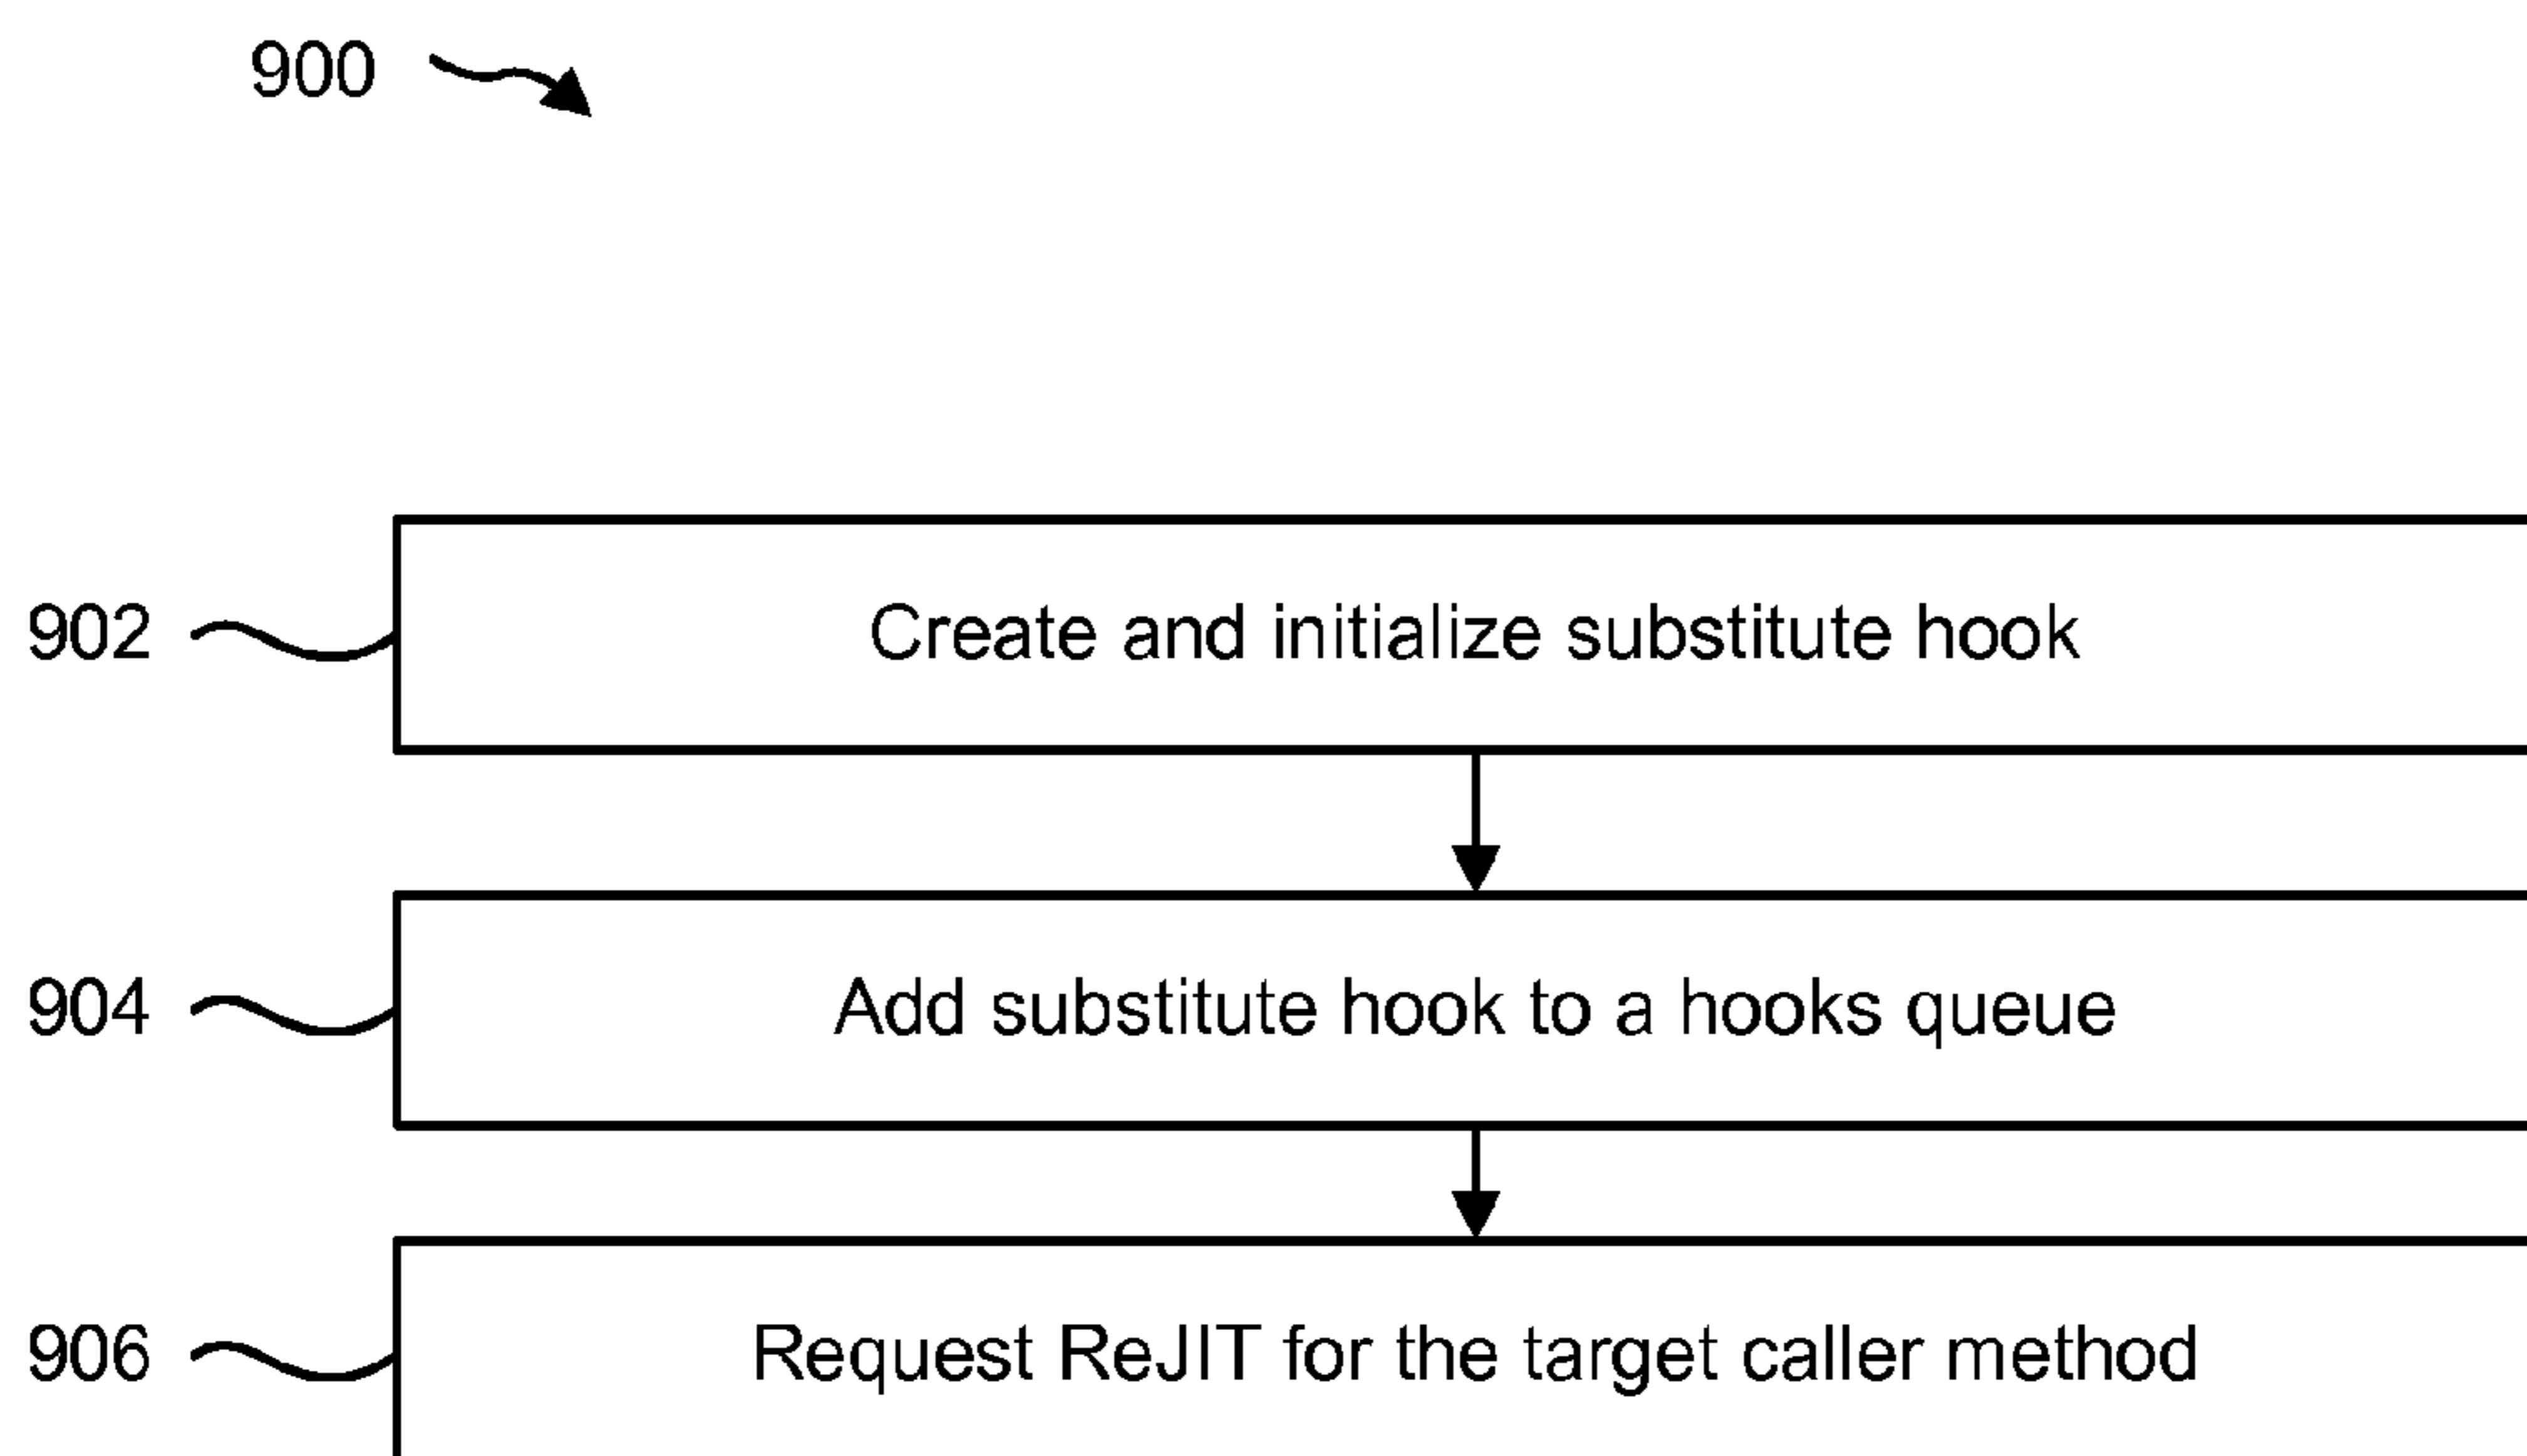 900
902 Create and initialize substitute hook
904 Add substitute hook to a hooks queue
906 Request ReJIT for the target caller method